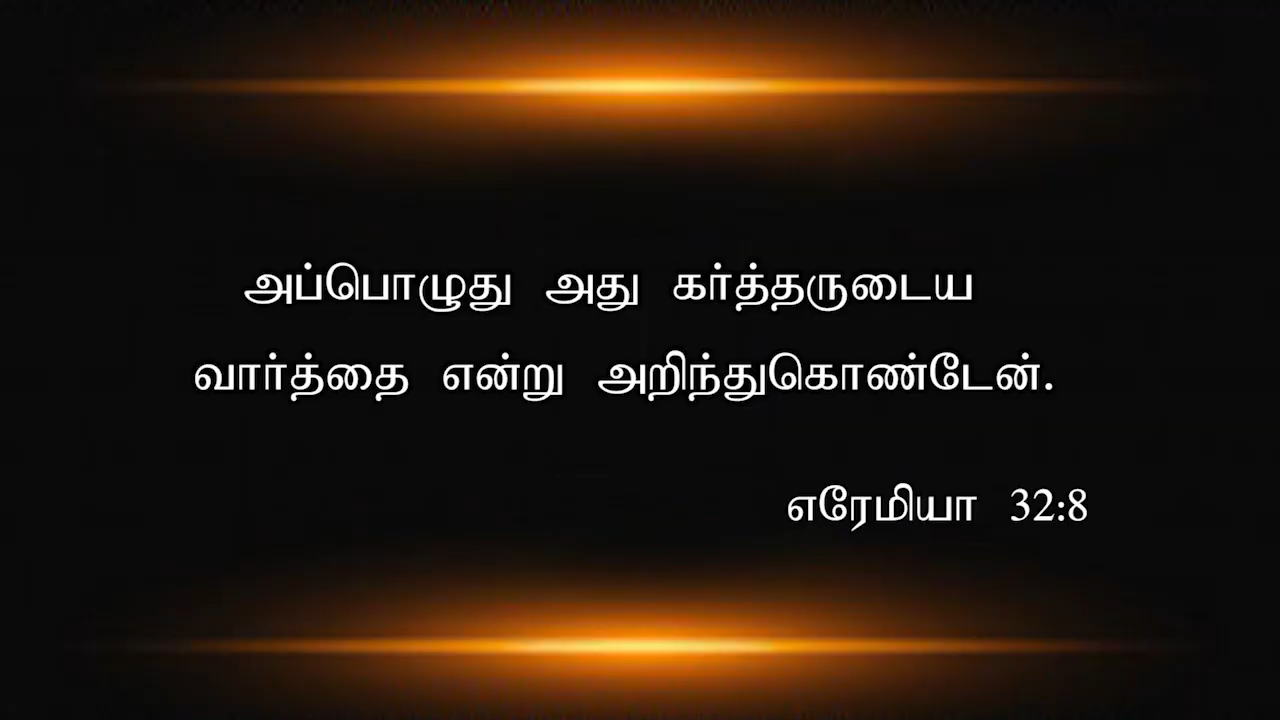 அப்பொழுது அது கர்த்தருடைய
வார்த்தை என்று அறிந்துகொண்டேன்.
எரேமியா 32:8